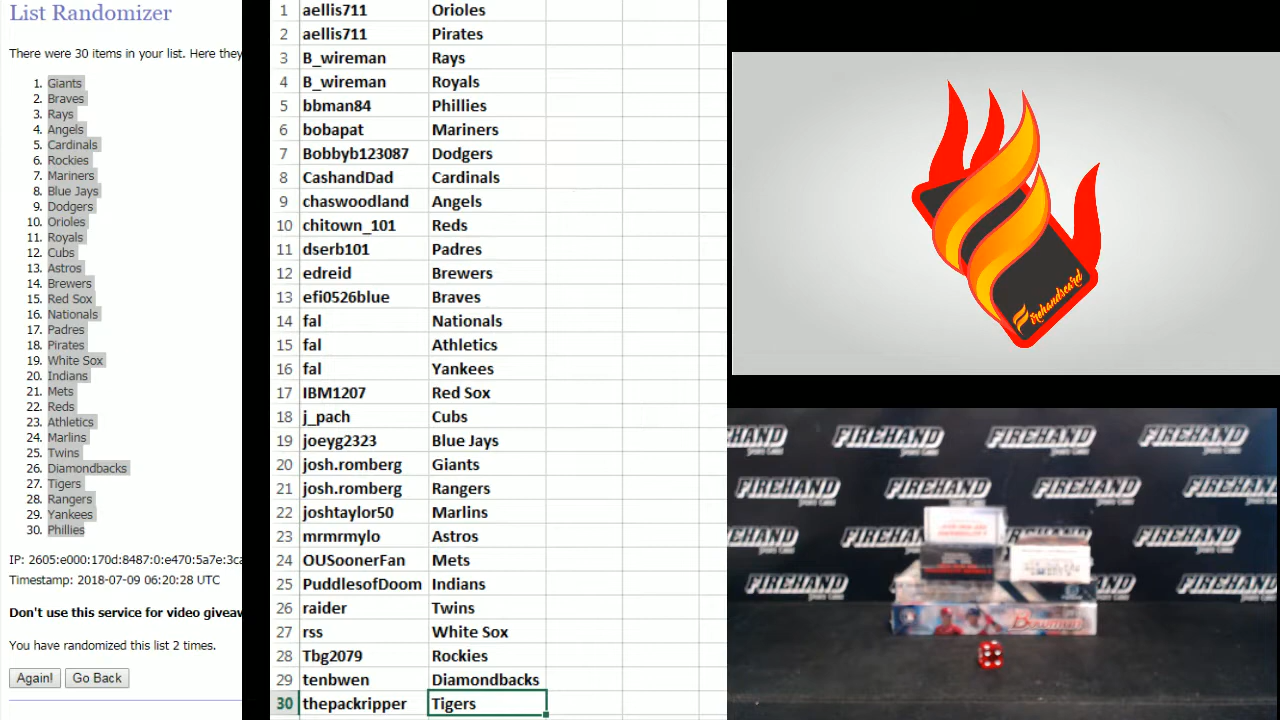 List Randomizer
There were 30 items in your list. Here they
1. Giants
2. Braves
3. Rays
4. Angels
5. Cardinals
6. Rockies
7. Mariners
8. Blue Jays
9. Dodgers
10. Orioles
11. Royals
12. Cubs
13. Astros
14. Brewers
15. Red Sox
16. Nationals
17. Padres
18. Pirates
19. White Sox
20. Indians
21. Mets
22. Reds
23. Athletics
24. Marlins
25. Twins
26. Diamondbacks
27. Tigers
28. Rangers
29. Yankees
30. Phillies
IP: 2605:e000:170d:8487:0:e470:5a7e:3ca
Timestamp: 2018-07-09 06:20:28 UTC
Don't use this service for video giveaw
You have randomized this list 2 times.
Again! Go Back
1 aellis711 Orioles
2 aellis711 Pirates
3 B_wireman Rays
4 B_wireman Royals
5 bbman84 Phillies
6 bobapat Mariners
7 Bobbyb123087 Dodgers
8 CashandDad Cardinals
9 chaswoodland Angels
10 chitown_101 Reds
11 dserb101 Padres
12 edreid Brewers
13 efi0526blue Braves
14 fal Nationals
15 fal Athletics
16 fal Yankees
17 IBM1207 Red Sox
18 j_pach Cubs
19 joeyg2323 Blue Jays
20 josh.romberg Giants
21 josh.romberg Rangers
22 joshtaylor50 Marlins
23 mrmrmylo Astros
24 OUSoonerFan Mets
25 PuddlesofDoom Indians
26 raider Twins
27 rss White Sox
28 Tbg2079 Rockies
29 tenbwen Diamondbacks
30 thepackripper Tigers
Firehandscard
FIREHAND FIREHAND FIREHAND FIREHAND
FIREHAND FIREHAND FIREHAND FIREHAND
FIREHAND FIREHAND FIREHAND
FIREHAND FIREHAND FIREHAND
Bowman